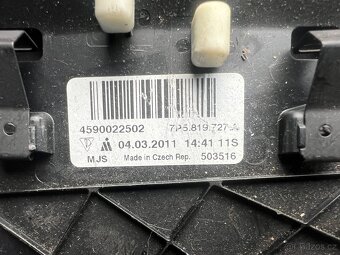 4590022502 7P5.819.727.A
04.03.2011 14:41 11S
MJS Made in Czech Rep. 503516